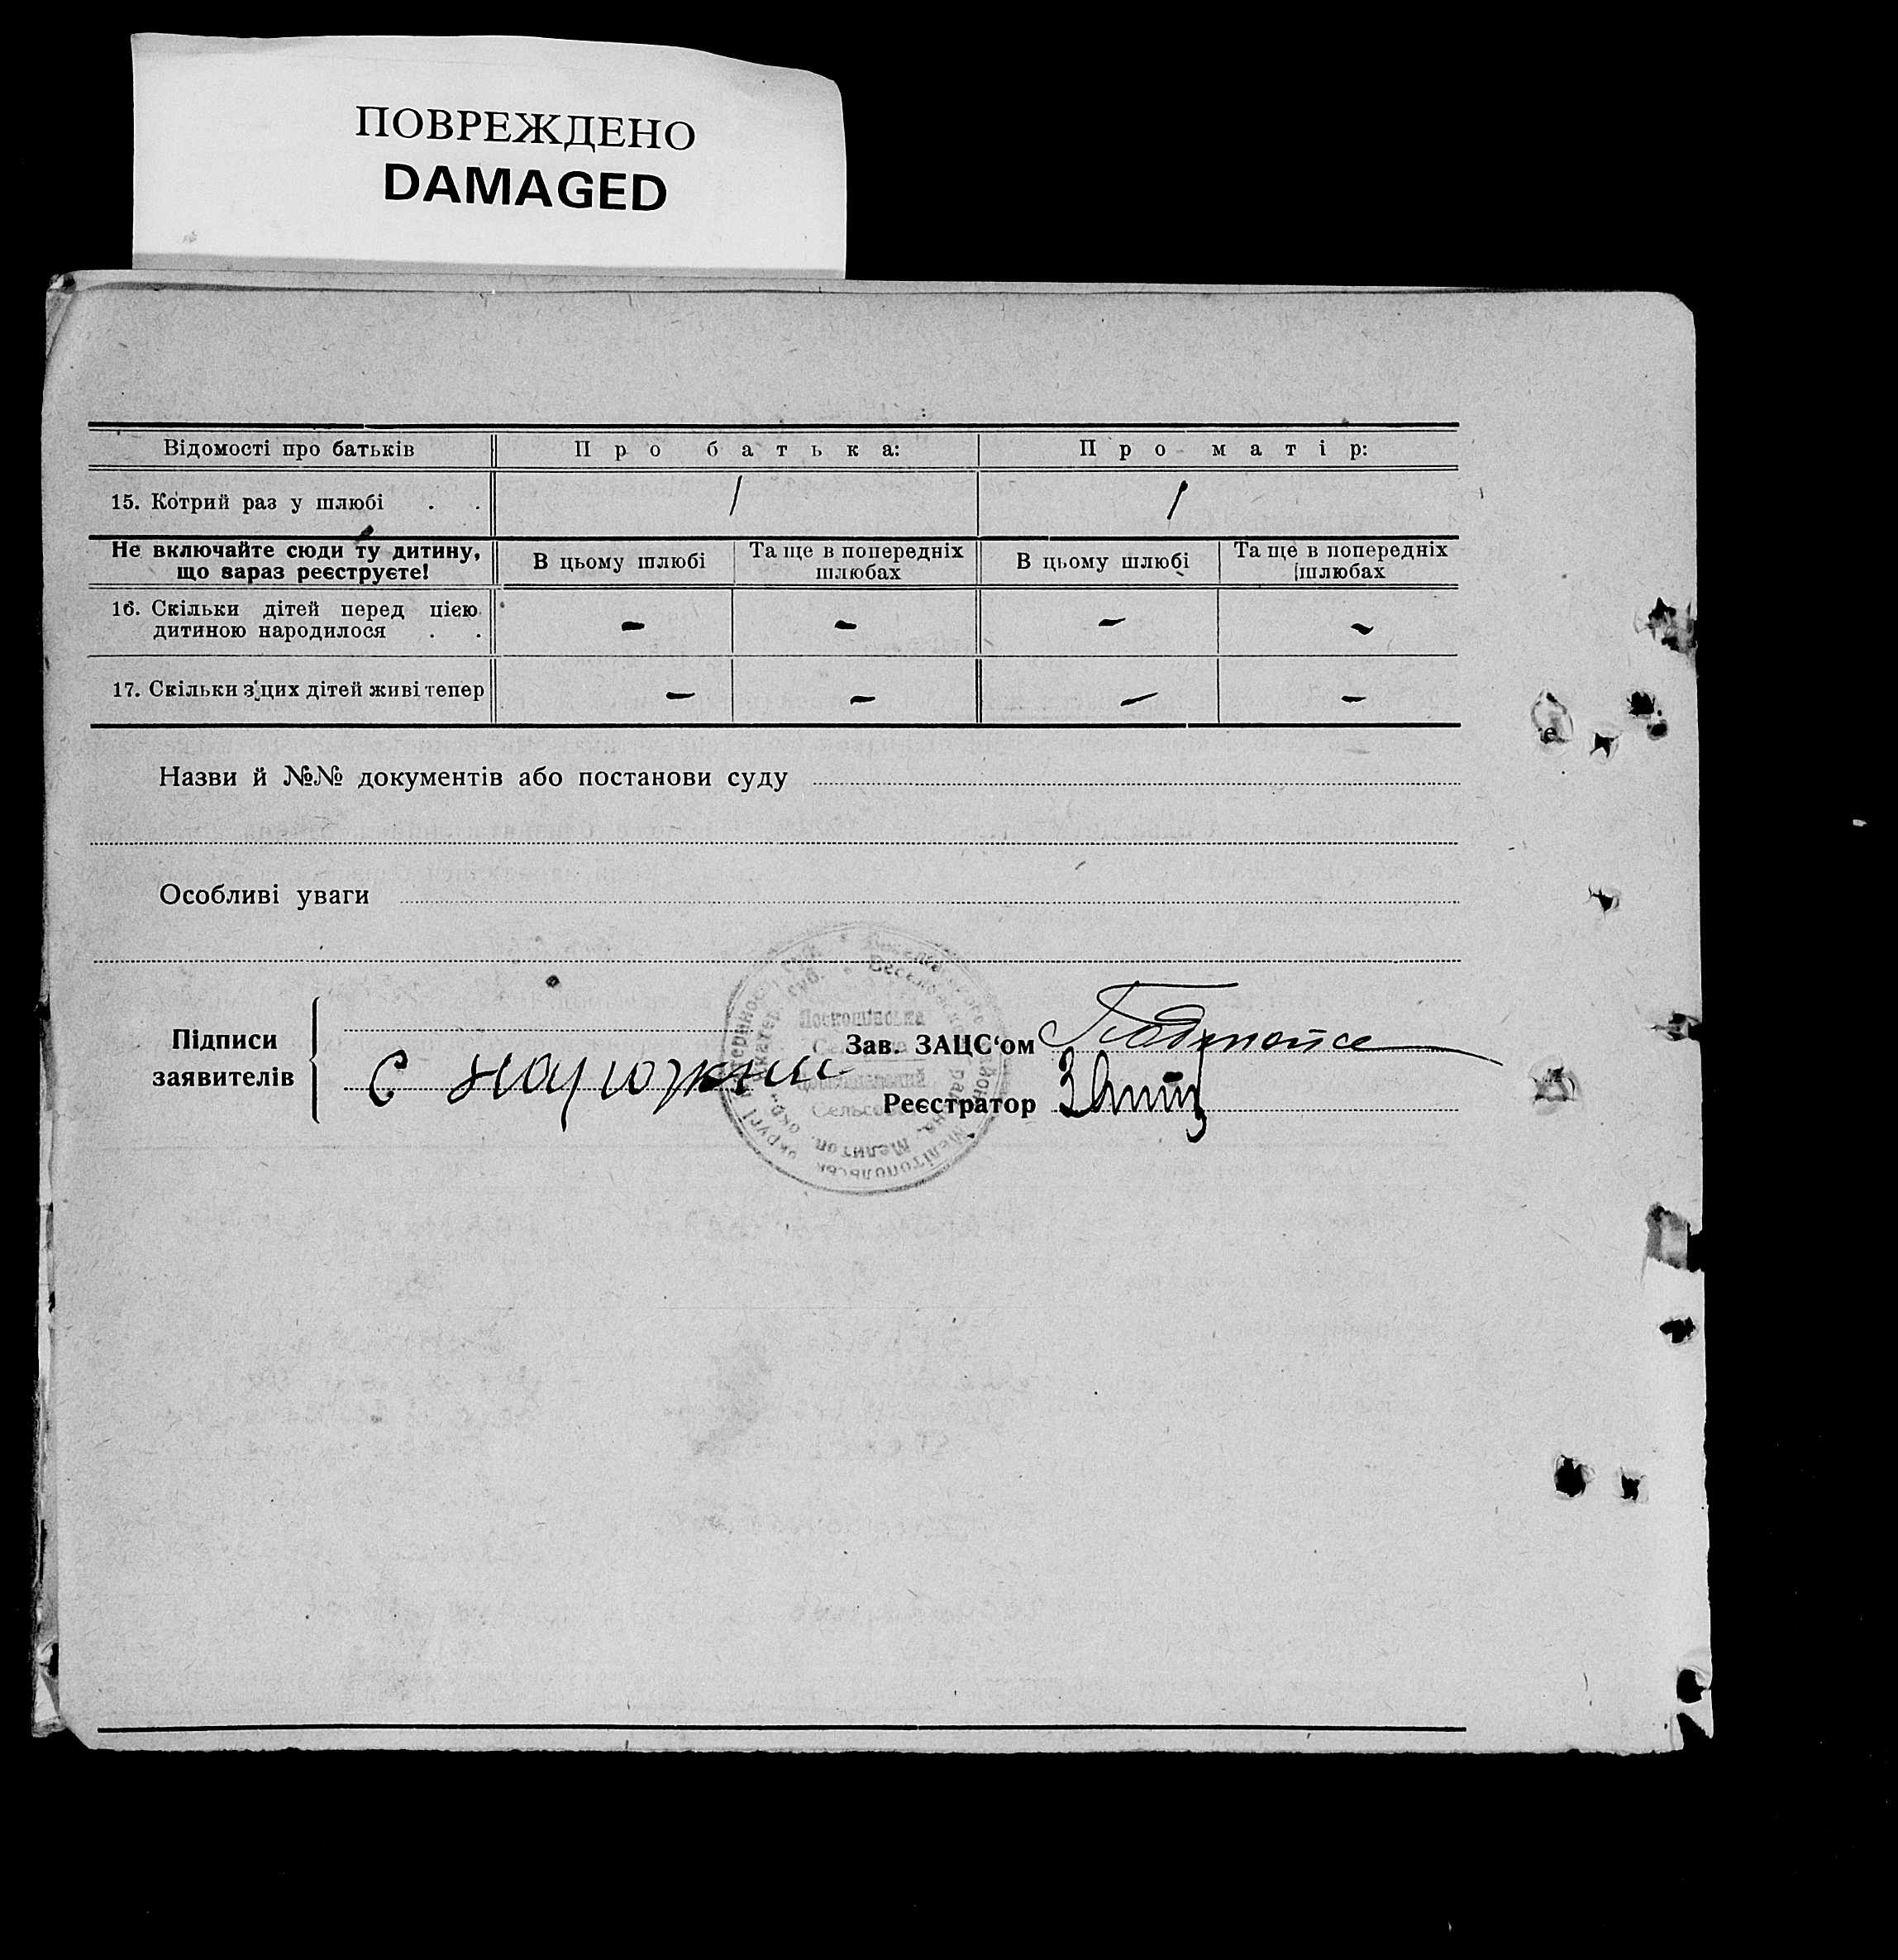 ПОВРЕЖДЕНО
DAMAGED
Відомості про батьків
Про батька:
Про матір:
15. Котрий раз у шлюбі . .
1
1
Не включайте сюди ту дитину,
що вараз реєструєте!
В цьому шлюбі
Та ще в попередніх
шлюбах
В цьому шлюбі
Та ще в попередніх
шлюбах
16. Скільки дітей перед цією
дитиною народилося . .
- - - -
17. Скільки з цих дітей живі тепер
- - - -
Назви й №№ документів або постанови суду
Особливі уваги
Підписи
заявителів
Зав. ЗАЦС‘ом
Реєстратор